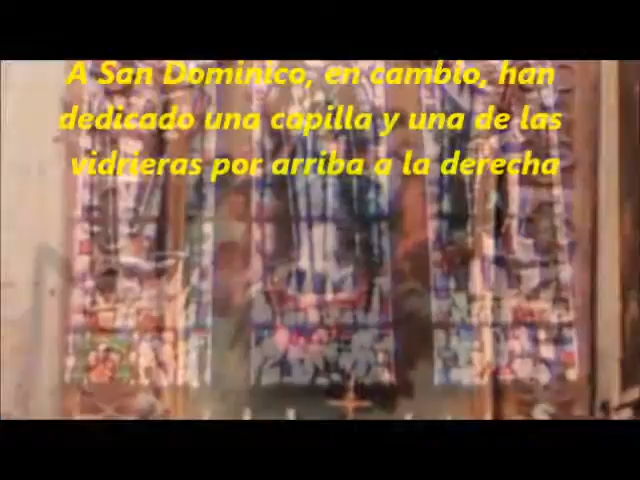 A San Dominico, en cambio, han
dedicado una capilla y una de las
vidrieras por arriba a la derecha